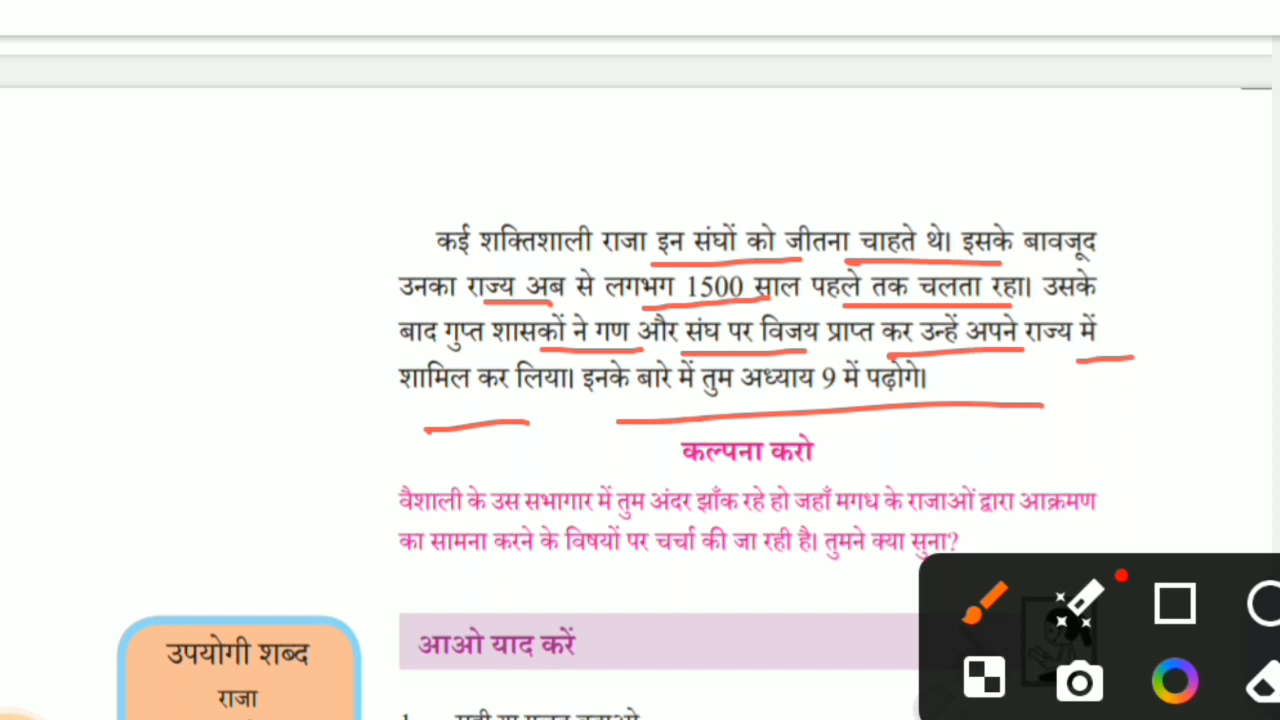 कई शक्तिशाली राजा इन संघों को जीतना चाहते थे। इसके बावजूद
उनका राज्य अब से लगभग 1500 साल पहले तक चलता रहा। उसके
बाद गुप्त शासकों ने गण और संघ पर विजय प्राप्त कर उन्हें अपने राज्य में
शामिल कर लिया। इनके बारे में तुम अध्याय 9 में पढ़ोगे।
कल्पना करो
वैशाली के उस सभागार में तुम अंदर झाँक रहे हो जहाँ मगध के राजाओं द्वारा आक्रमण
का सामना करने के विषयों पर चर्चा की जा रही है। तुमने क्या सुना?
आओ याद करें
उपयोगी शब्द
राजा